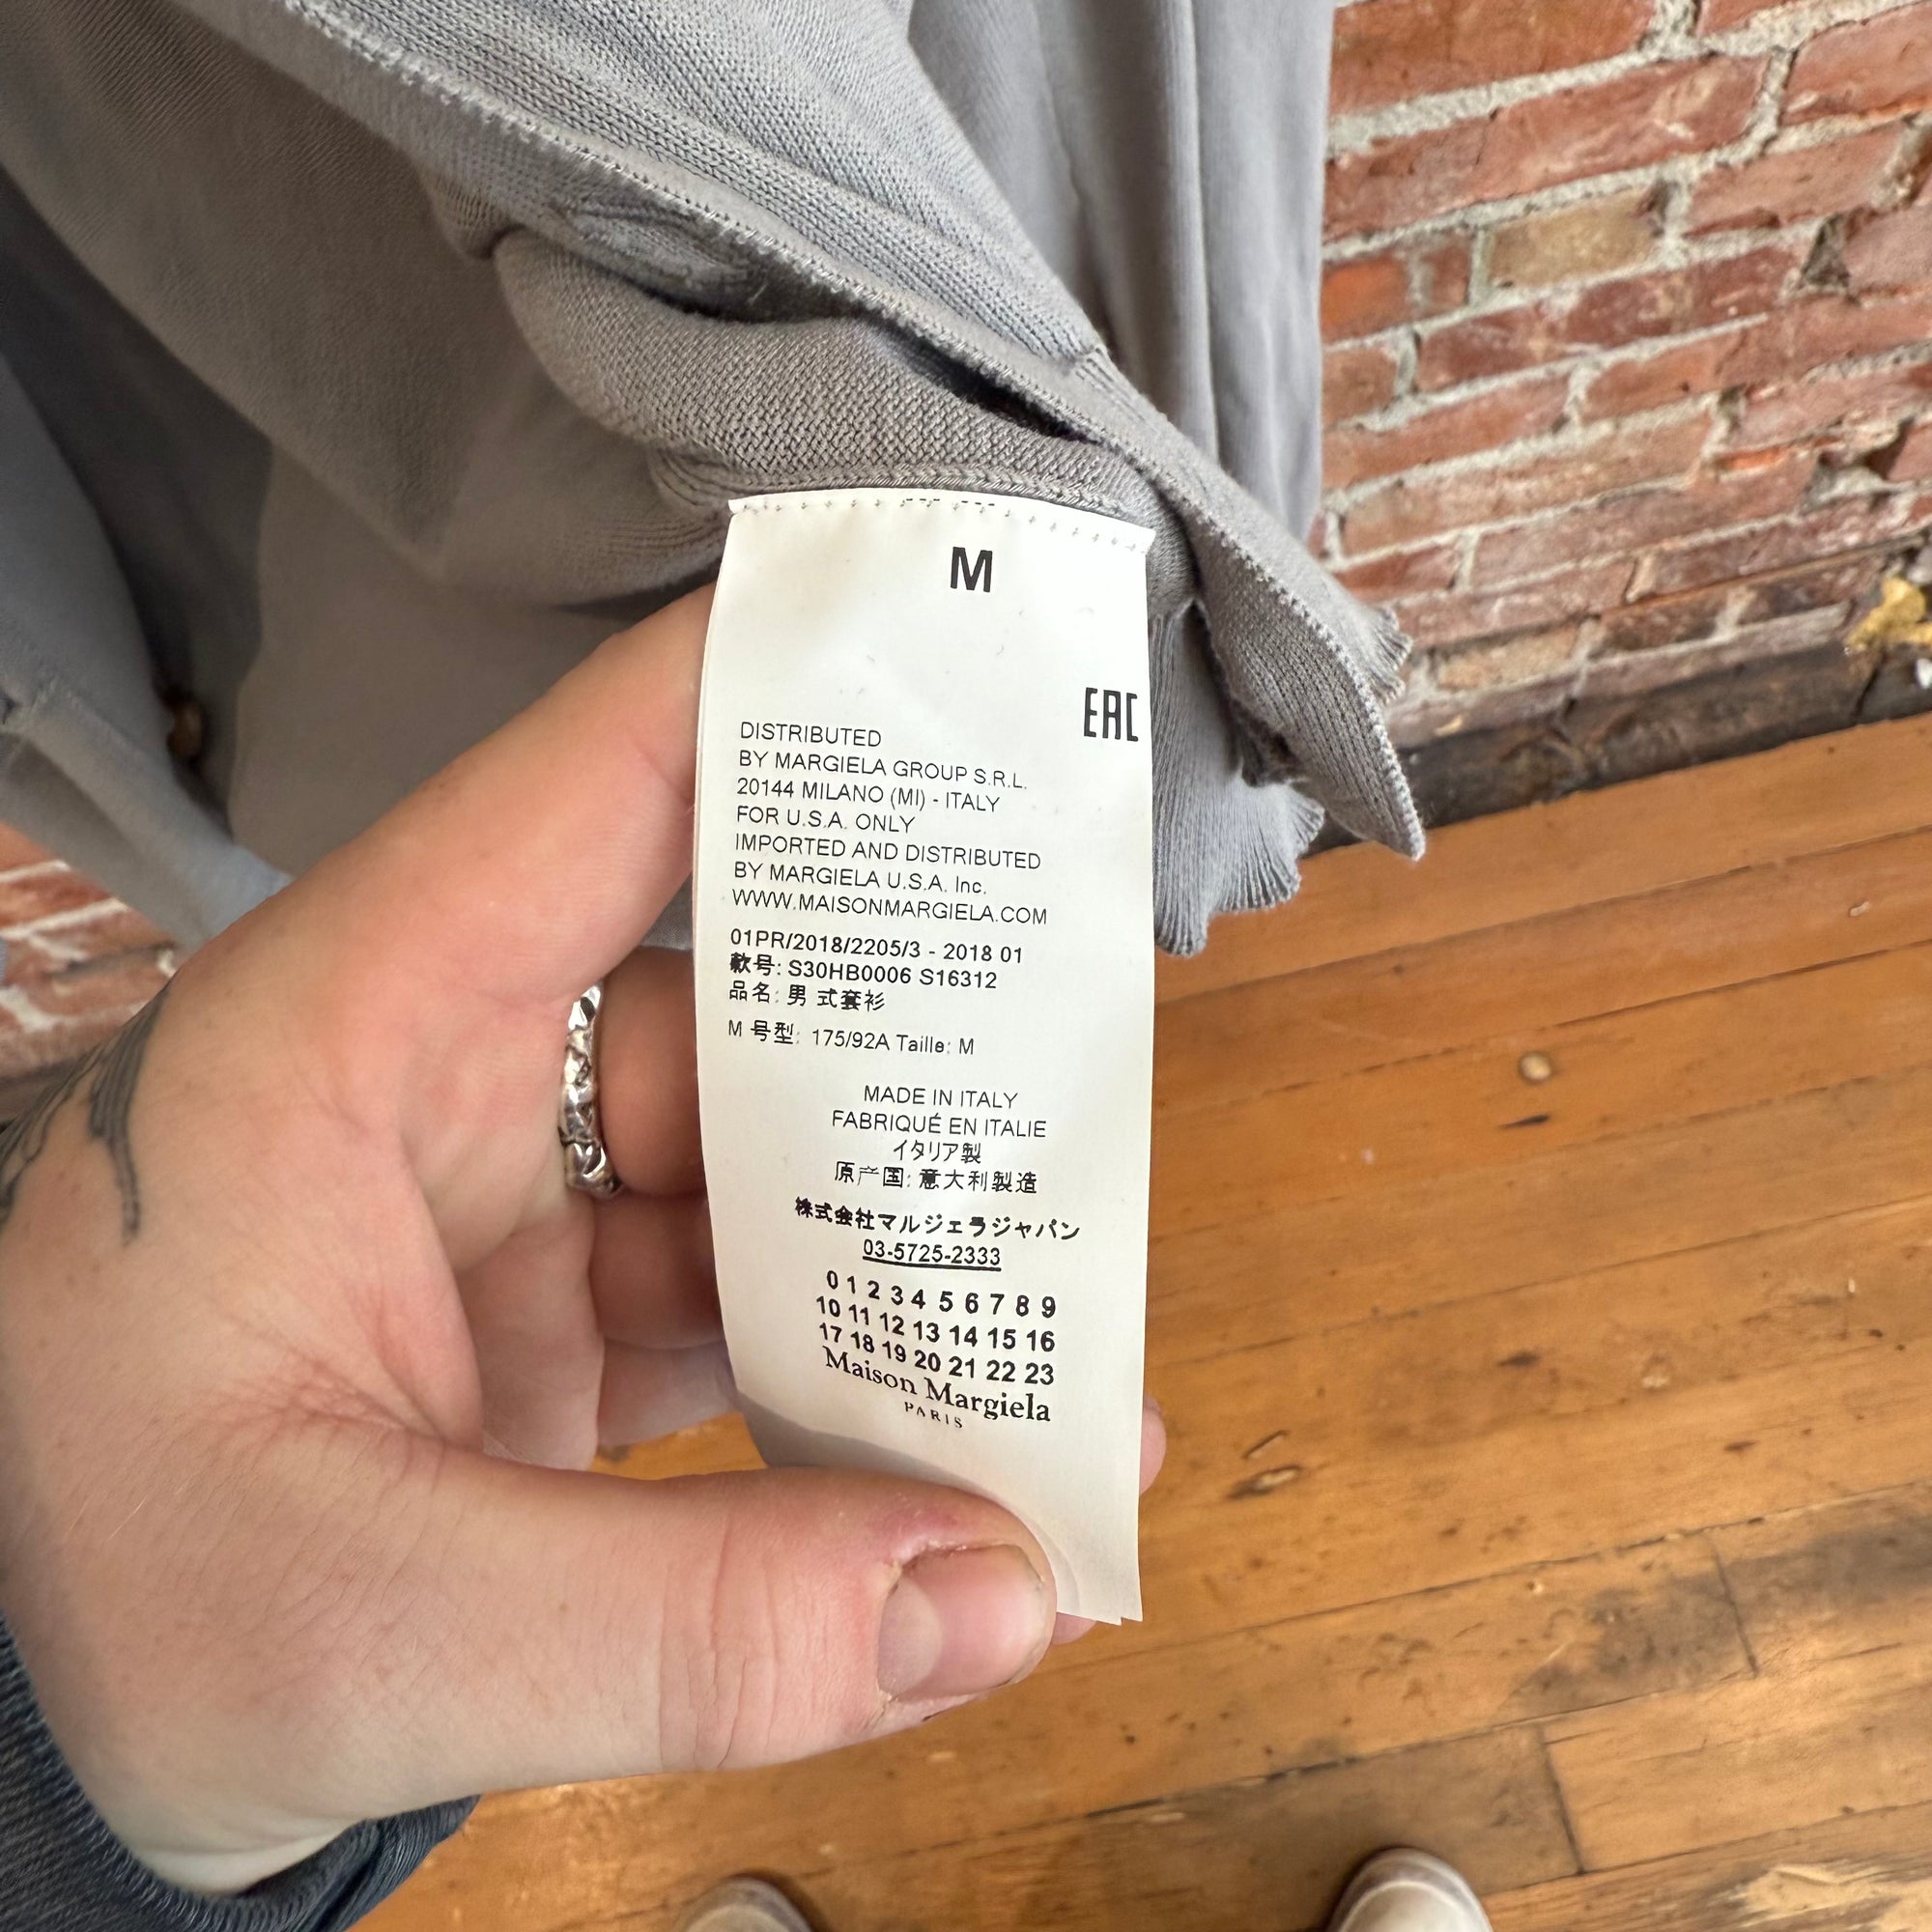 M
EAC
DISTRIBUTED
BY MARGIELA GROUP S.R.L.
20144 MILANO (MI) - ITALY
FOR U.S.A. ONLY
IMPORTED AND DISTRIBUTED
BY MARGIELA U.S.A. Inc.
WWW.MAISONMARGIELA.COM
01PR/2018/2205/3 - 2018 01
款号: S30HB0006 S16312
品名: 男 式套衫
M 号型: 175/92A Taille: M
MADE IN ITALY
FABRIQUÉ EN ITALIE
イタリア製
原产国: 意大利製造
株式会社マルジェラジャパン
03-5725-2333
0 1 2 3 4 5 6 7 8 9
10 11 12 13 14 15 16
17 18 19 20 21 22 23
Maison Margiela
PARIS